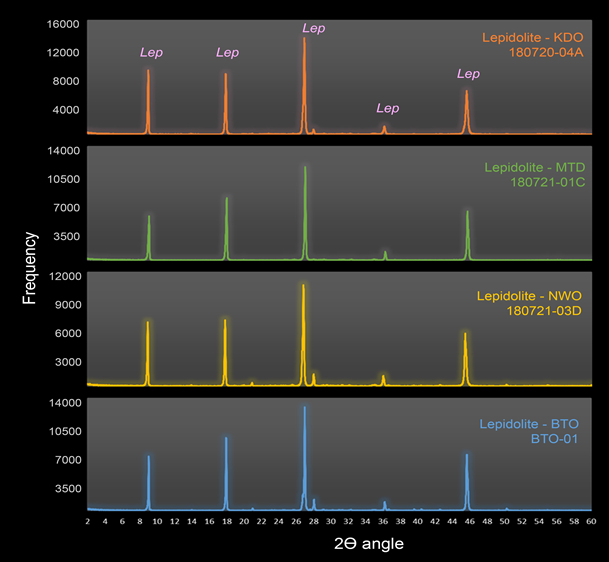 Frequency
16000
12000
8000
4000
Lep
Lep
Lep
Lep
Lep
Lepidolite - KDO
180720-04A
14000
10500
7000
3500
Lepidolite - MTD
180721-01C
12000
9000
6000
3000
Lepidolite - NWO
180721-03D
14000
10500
7000
3500
Lepidolite - BTO
BTO-01
2 4 6 8 10 12 14 16 18 20 22 24 26 28 30 32 34 36 38 40 42 44 46 48 50 52 54 56 58 60
2Ɵ angle